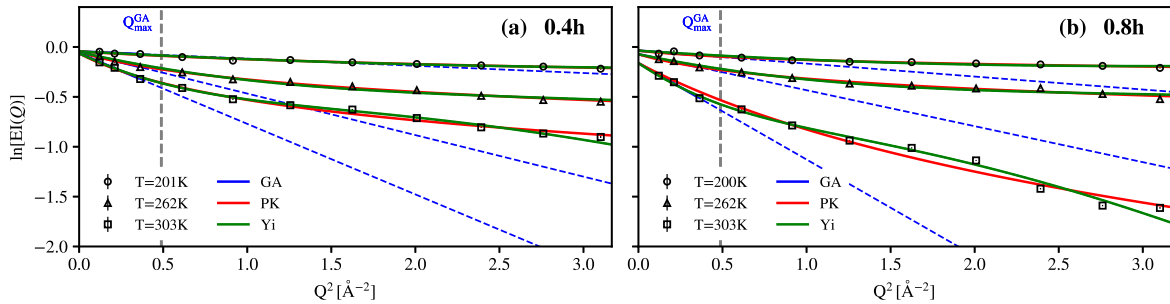 (a) 0.4h
Q_max^GA
ln[EI(Q)]
0.0
−0.5
−1.0
−1.5
−2.0
T=201K
T=262K
T=303K
GA
PK
Yi
0.0 0.5 1.0 1.5 2.0 2.5 3.0
Q² [Å⁻²]
(b) 0.8h
Q_max^GA
T=200K
T=262K
T=303K
GA
PK
Yi
0.0 0.5 1.0 1.5 2.0 2.5 3.0
Q² [Å⁻²]